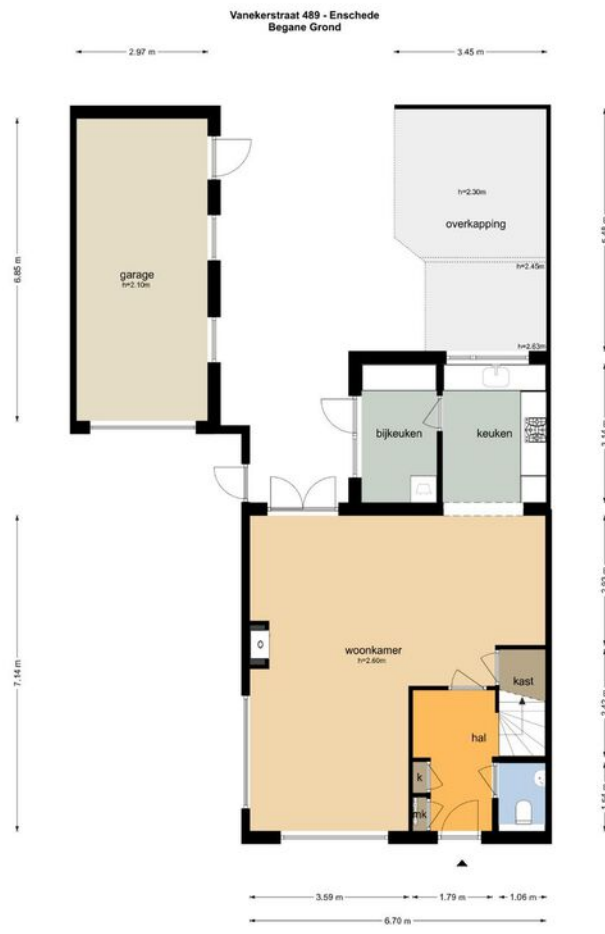 Vanekerstraat 489 - Enschede
Begane Grond
2.97 m
3.45 m
h=2.30m
overkapping
garage
h=2.10m
6.85 m
h=2.45m
h=2.63m
bijkeuken
keuken
woonkamer
h=2.60m
7.14 m
kast
hal
k
mk
3.59 m
1.79 m
1.06 m
6.70 m